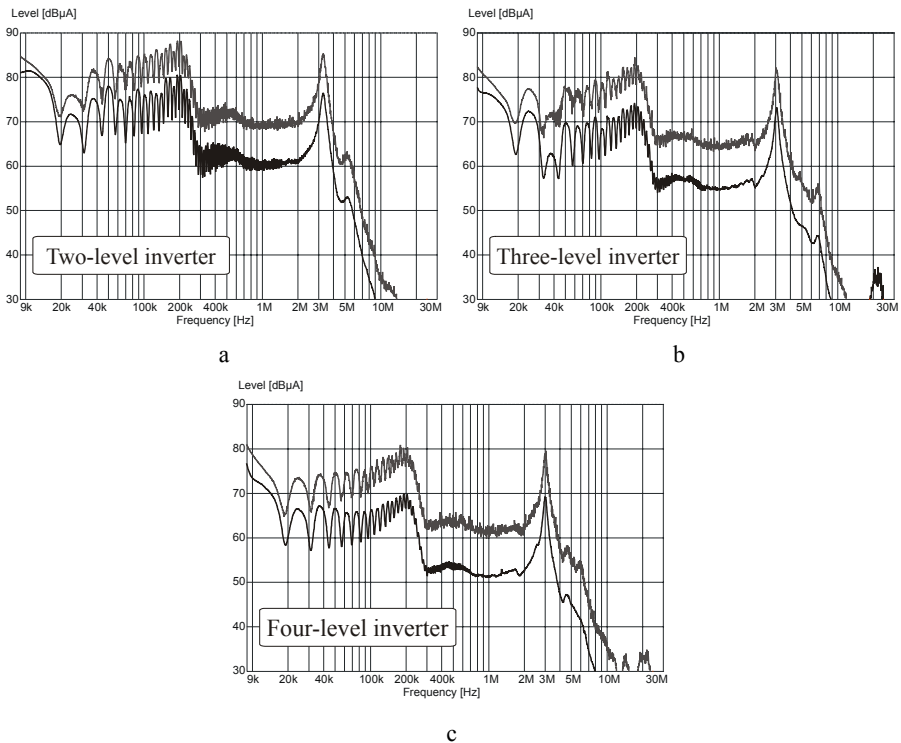 Level [dBµA]
90
80
70
60
50
40
30
Two-level inverter
9k 20k 40k 100k 200k 400k 1M 2M 3M 5M 10M 30M
Frequency [Hz]
a
Level [dBµA]
90
80
70
60
50
40
30
Three-level inverter
9k 20k 40k 100k 200k 400k 1M 2M 3M 5M 10M 30M
Frequency [Hz]
b
Level [dBµA]
90
80
70
60
50
40
30
Four-level inverter
9k 20k 40k 100k 200k 400k 1M 2M 3M 5M 10M 30M
Frequency [Hz]
c